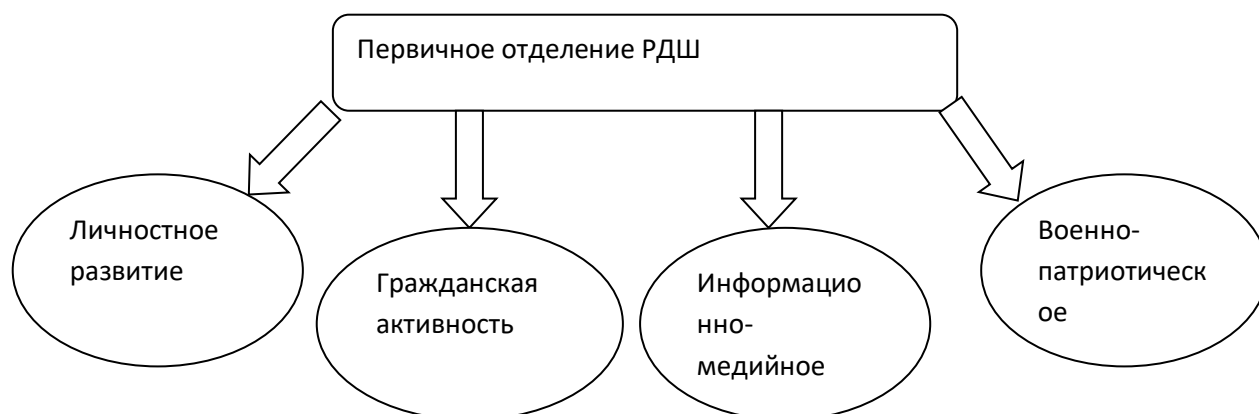 Первичное отделение РДШ
Личностное
развитие
Гражданская
активность
Информацио
нно-
медийное
Военно-
патриотическ
ое